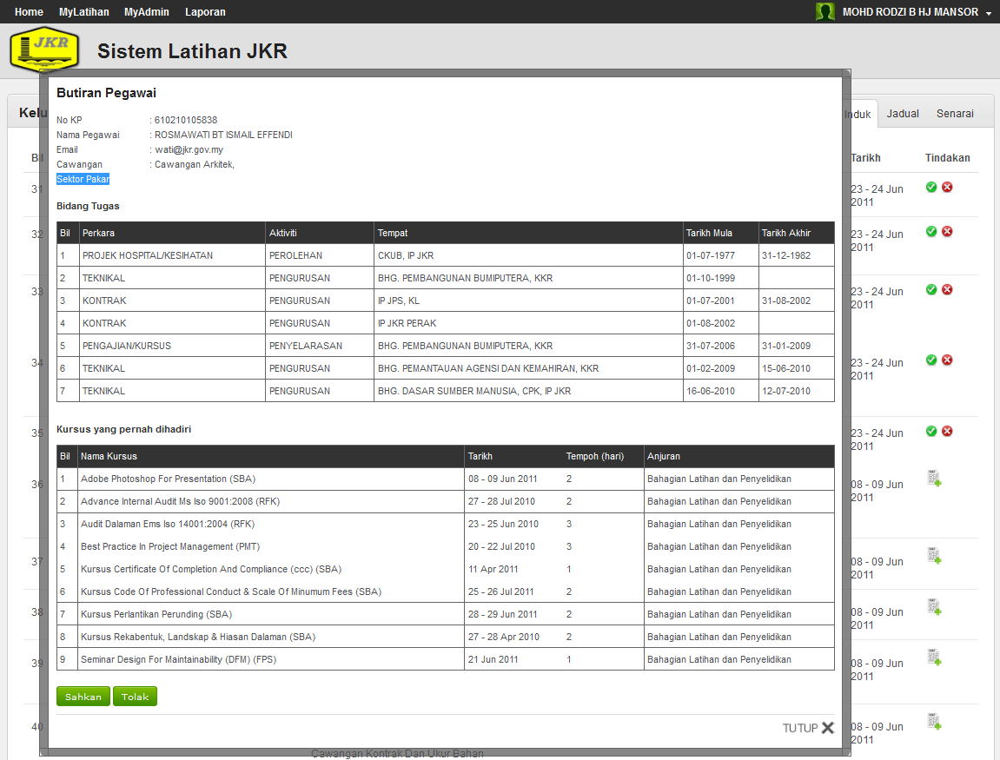 Home MyLatihan MyAdmin Laporan MOHD RODZI B HJ MANSOR
JKR
Sistem Latihan JKR
Kelu
Induk Jadual Senarai
Bil Tarikh Tindakan
31 23 - 24 Jun
2011
32 23 - 24 Jun
2011
33 23 - 24 Jun
2011
34 23 - 24 Jun
2011
35 23 - 24 Jun
2011
36 08 - 09 Jun
2011
37 08 - 09 Jun
2011
38 08 - 09 Jun
2011
39 08 - 09 Jun
2011
40 08 - 09 Jun
2011
Butiran Pegawai
No KP : 610210105838
Nama Pegawai : ROSMAWATI BT ISMAIL EFFENDI
Email : wati@jkr.gov.my
Cawangan : Cawangan Arkitek,
Sektor Pakar
Bidang Tugas
Bil Perkara Aktiviti Tempat Tarikh Mula Tarikh Akhir
1 PROJEK HOSPITAL/KESIHATAN PEROLEHAN CKUB, IP JKR 01-07-1977 31-12-1982
2 TEKNIKAL PENGURUSAN BHG. PEMBANGUNAN BUMIPUTERA, KKR 01-10-1999
3 KONTRAK PENGURUSAN IP JPS, KL 01-07-2001 31-08-2002
4 KONTRAK PENGURUSAN IP JKR PERAK 01-08-2002
5 PENGAJIAN/KURSUS PENYELARASAN BHG. PEMBANGUNAN BUMIPUTERA, KKR 31-07-2006 31-01-2009
6 TEKNIKAL PENGURUSAN BHG. PEMANTAUAN AGENSI DAN KEMAHIRAN, KKR 01-02-2009 15-06-2010
7 TEKNIKAL PENGURUSAN BHG. DASAR SUMBER MANUSIA, CPK, IP JKR 16-06-2010 12-07-2010
Kursus yang pernah dihadiri
Bil Nama Kursus Tarikh Tempoh (hari) Anjuran
1 Adobe Photoshop For Presentation (SBA) 08 - 09 Jun 2011 2 Bahagian Latihan dan Penyelidikan
2 Advance Internal Audit Ms Iso 9001:2008 (RFK) 27 - 28 Jul 2010 2 Bahagian Latihan dan Penyelidikan
3 Audit Dalaman Ems Iso 14001:2004 (RFK) 23 - 25 Jun 2010 3 Bahagian Latihan dan Penyelidikan
4 Best Practice In Project Management (PMT) 20 - 22 Jul 2010 3 Bahagian Latihan dan Penyelidikan
5 Kursus Certificate Of Completion And Compliance (ccc) (SBA) 11 Apr 2011 1 Bahagian Latihan dan Penyelidikan
6 Kursus Code Of Professional Conduct & Scale Of Minumum Fees (SBA) 25 - 26 Jul 2011 2 Bahagian Latihan dan Penyelidikan
7 Kursus Perlantikan Perunding (SBA) 28 - 29 Jun 2011 2 Bahagian Latihan dan Penyelidikan
8 Kursus Rekabentuk, Landskap & Hiasan Dalaman (SBA) 27 - 28 Apr 2010 2 Bahagian Latihan dan Penyelidikan
9 Seminar Design For Maintainability (DFM) (FPS) 21 Jun 2011 1 Bahagian Latihan dan Penyelidikan
Sahkan Tolak
TUTUP
Cawangan Kontrak Dan Ukur Bahan